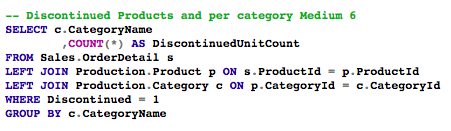 -- Discontinued Products and per category Medium 6
SELECT c.CategoryName
,COUNT(*) AS DiscontinuedUnitCount
FROM Sales.OrderDetail s
LEFT JOIN Production.Product p ON s.ProductId = p.ProductId
LEFT JOIN Production.Category c ON p.CategoryId = c.CategoryId
WHERE Discontinued = 1
GROUP BY c.CategoryName